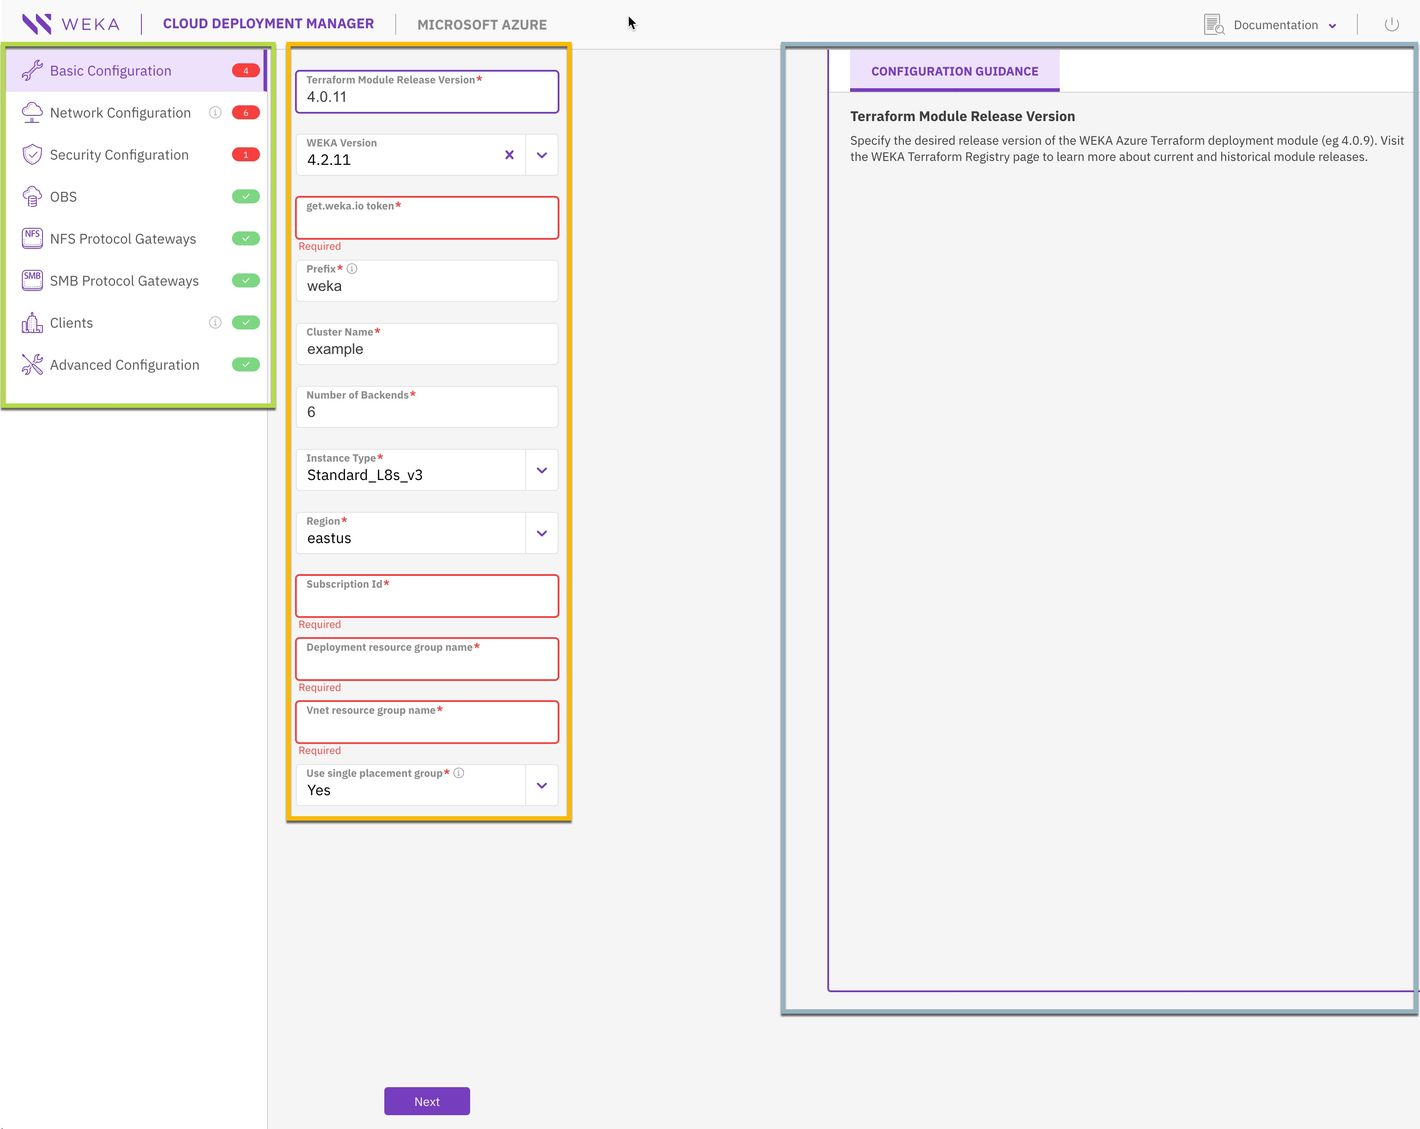 WEKA
CLOUD DEPLOYMENT MANAGER
MICROSOFT AZURE
Documentation
Basic Configuration
4
Network Configuration
6
Security Configuration
1
OBS
NFS
NFS Protocol Gateways
SMB
SMB Protocol Gateways
Clients
Advanced Configuration
Terraform Module Release Version*
4.0.11
WEKA Version
4.2.11
get.weka.io token*
Required
Prefix*
weka
Cluster Name*
example
Number of Backends*
6
Instance Type*
Standard_L8s_v3
Region*
eastus
Subscription Id*
Required
Deployment resource group name*
Required
Vnet resource group name*
Required
Use single placement group*
Yes
Next
CONFIGURATION GUIDANCE
Terraform Module Release Version
Specify the desired release version of the WEKA Azure Terraform deployment module (eg 4.0.9). Visit
the WEKA Terraform Registry page to learn more about current and historical module releases.